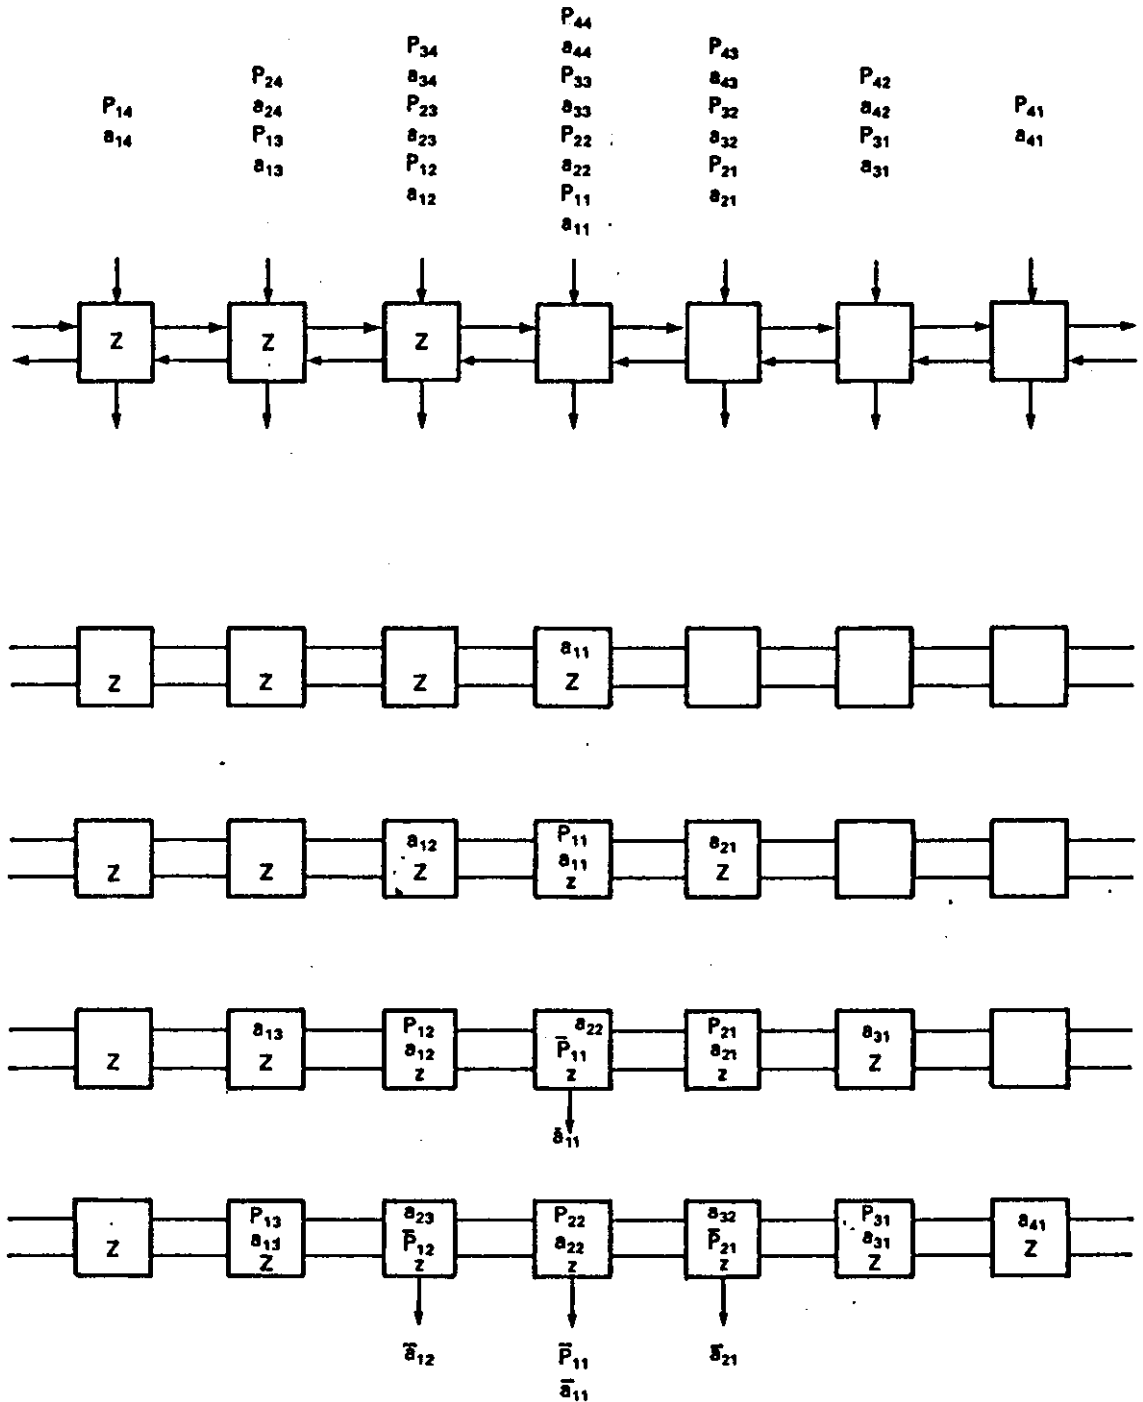 P44
P34 a44 P43
P24 a34 P33 a43 P42
P14 a24 P23 a33 P32 a42 P41
a14 P13 a23 P22 a32 P31 a41
a13 P12 a22 P21 a31
a12 P11 a21
a11
Z Z Z
a11
Z Z Z Z
P11
a12 a11 a21
Z Z Z z Z
a13 P12 a22 P21 a31
a12 P̄11 a21
Z Z z z z Z
ā11
P13 a23 P22 a32 P31 a41
a13 P̄12 a22 P̄21 a31
Z Z z z z Z Z
ā12 P̄11 ā21
ā11